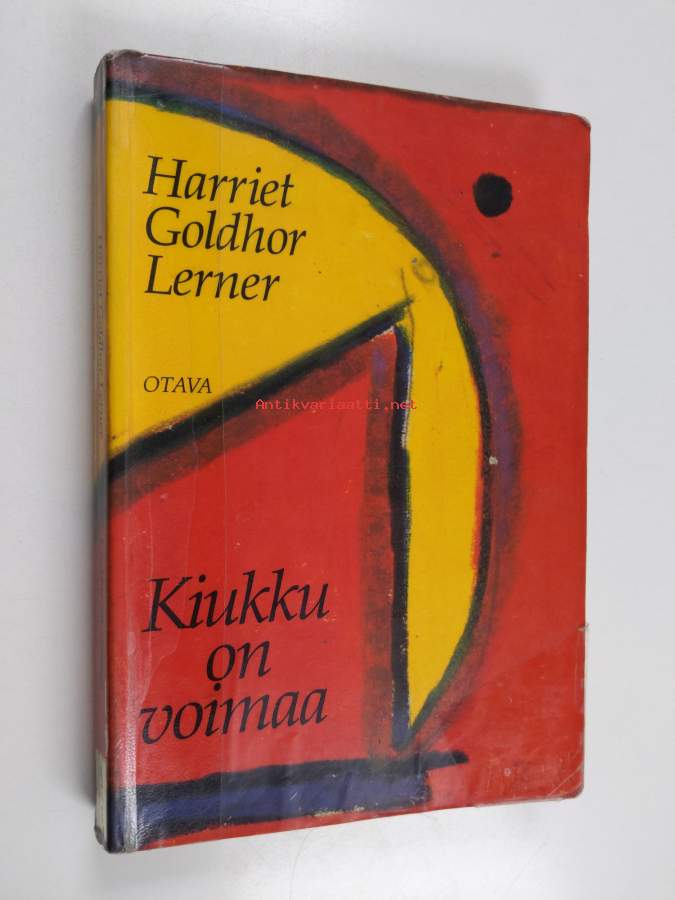 Harriet
Goldhor
Lerner
OTAVA
Antikvariaatti.net
Kiukku
on
voimaa